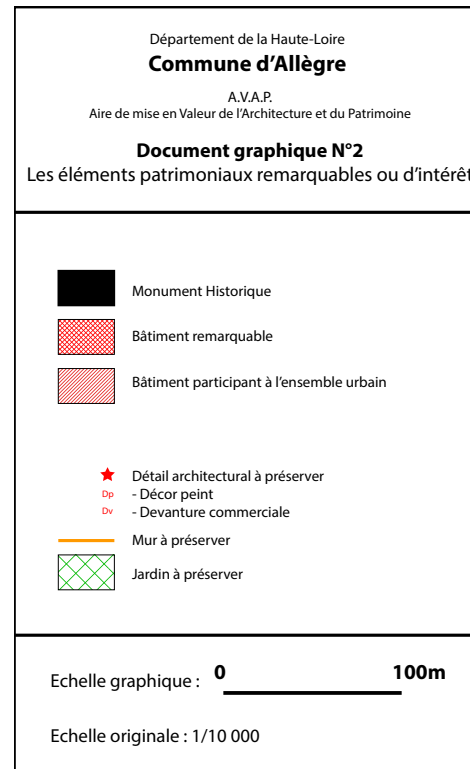 Département de la Haute-Loire
Commune d'Allègre
A.V.A.P.
Aire de mise en Valeur de l'Architecture et du Patrimoine
Document graphique N°2
Les éléments patrimoniaux remarquables ou d'intérêt
Monument Historique
Bâtiment remarquable
Bâtiment participant à l'ensemble urbain
Détail architectural à préserver
Dp - Décor peint
Dv - Devanture commerciale
Mur à préserver
Jardin à préserver
Echelle graphique : 0 100m
Echelle originale : 1/10 000